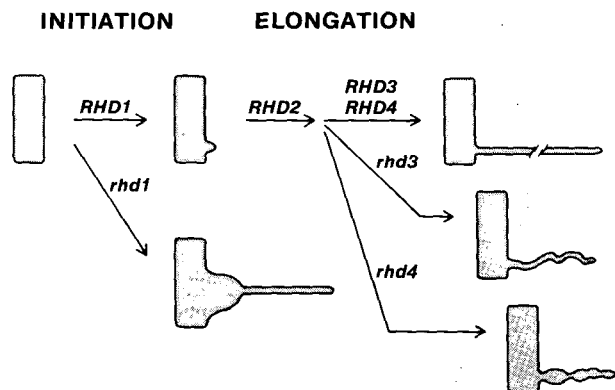 INITIATION ELONGATION
RHD1
RHD2
RHD3
RHD4
rhd3
rhd1
rhd4